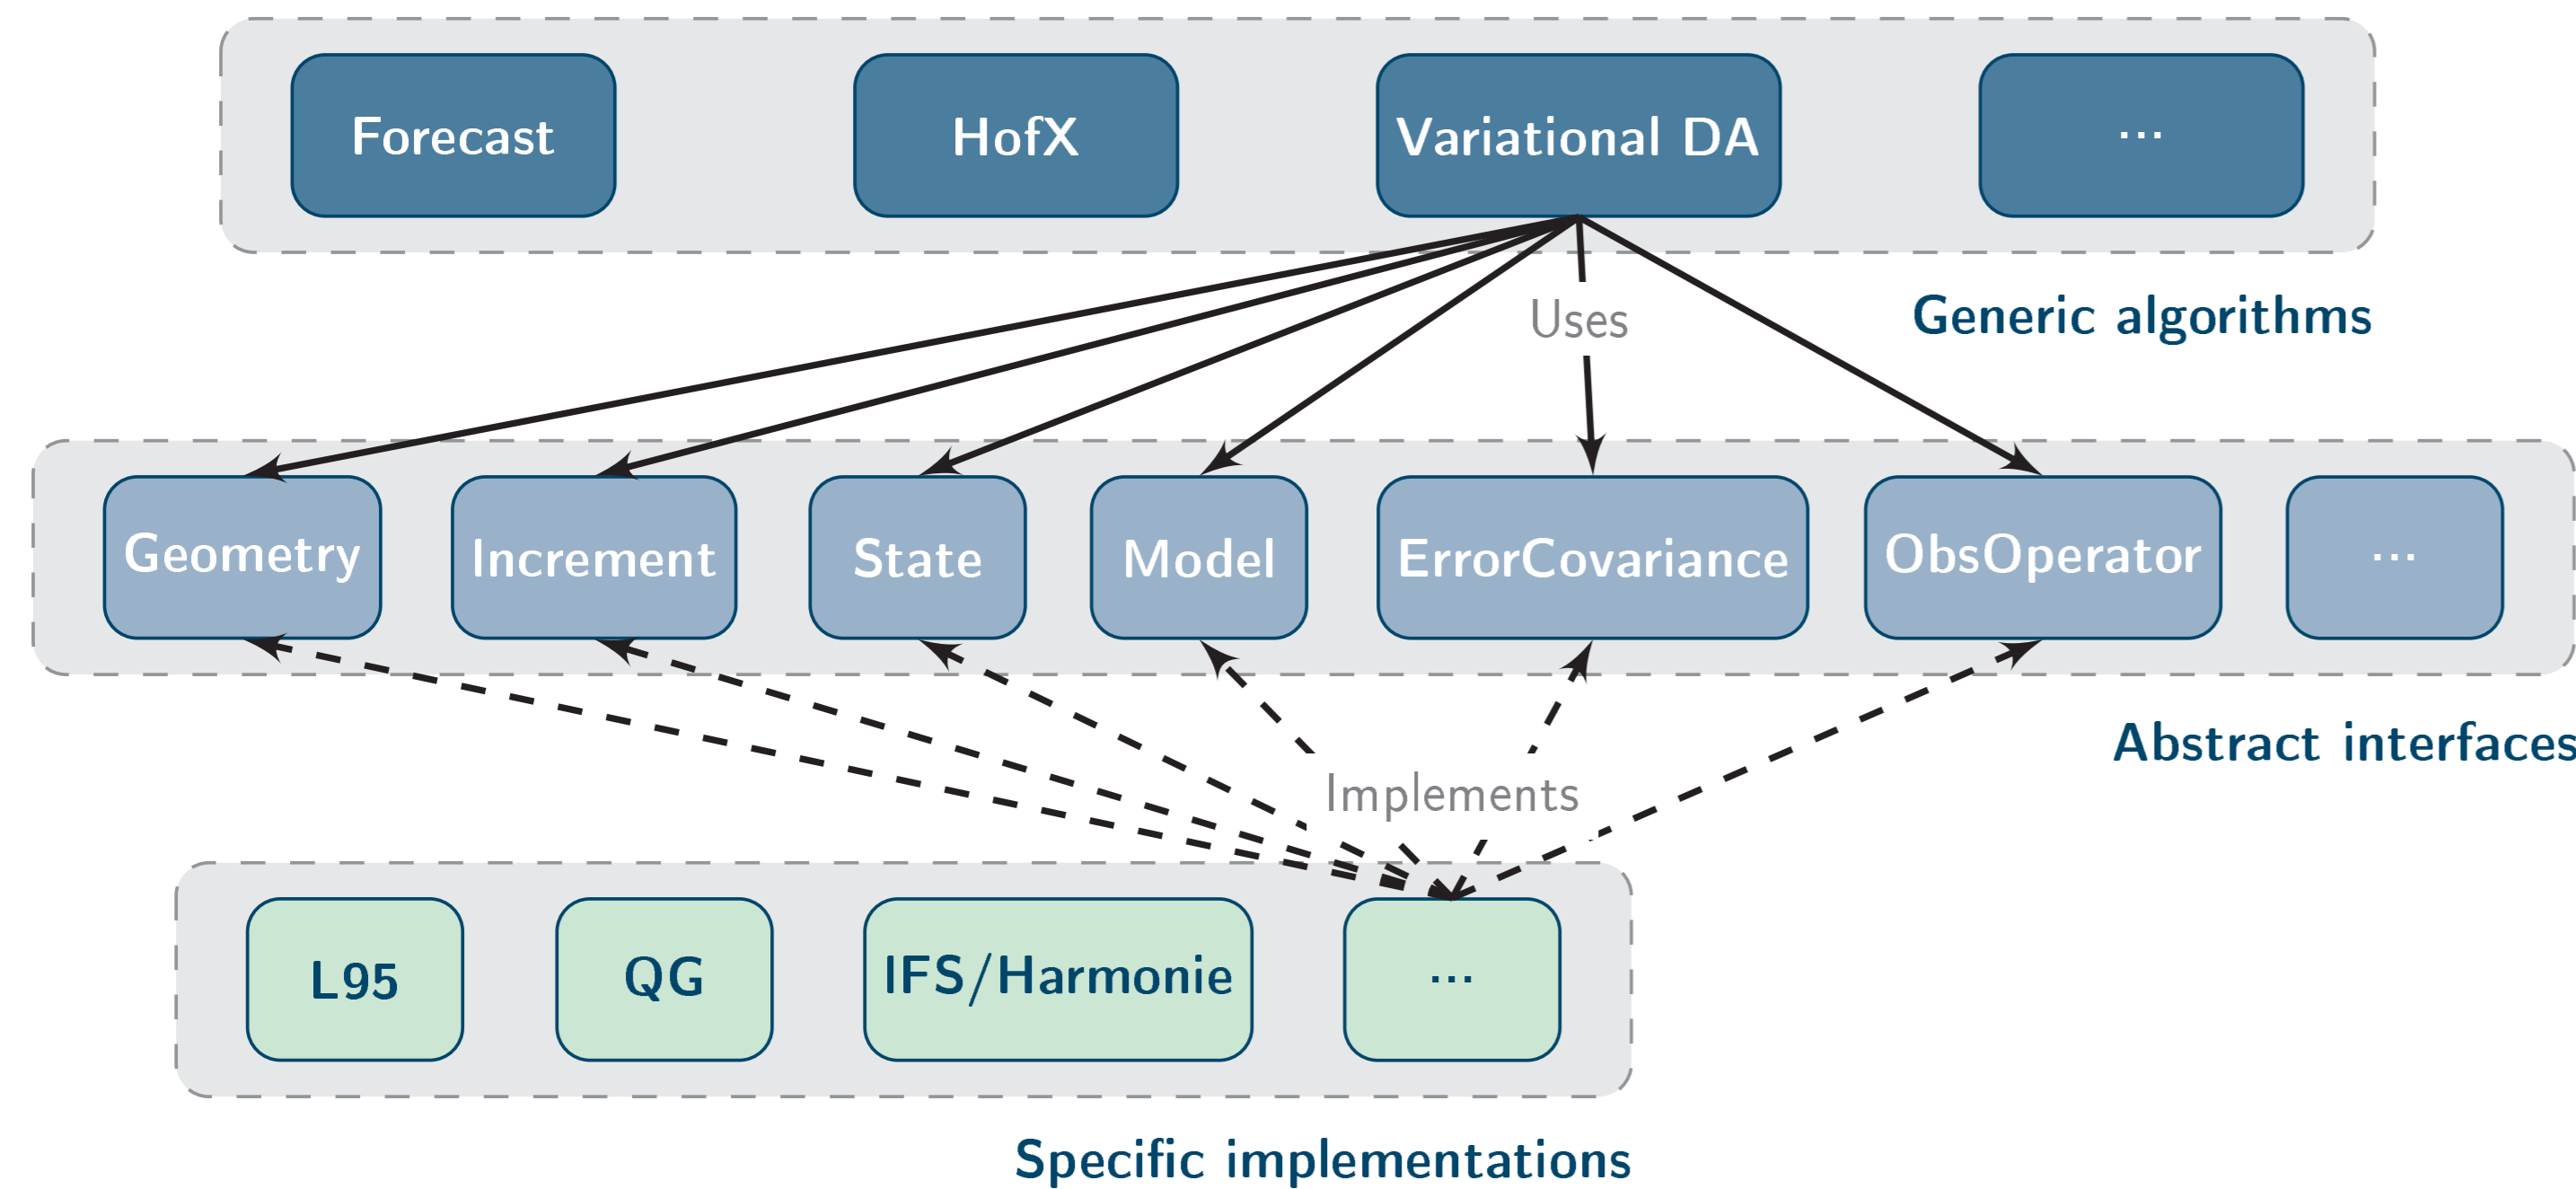 Forecast
HofX
Variational DA
...
Uses
Generic algorithms
Geometry
Increment
State
Model
ErrorCovariance
ObsOperator
...
Abstract interfaces
Implements
L95
QG
IFS/Harmonie
...
Specific implementations